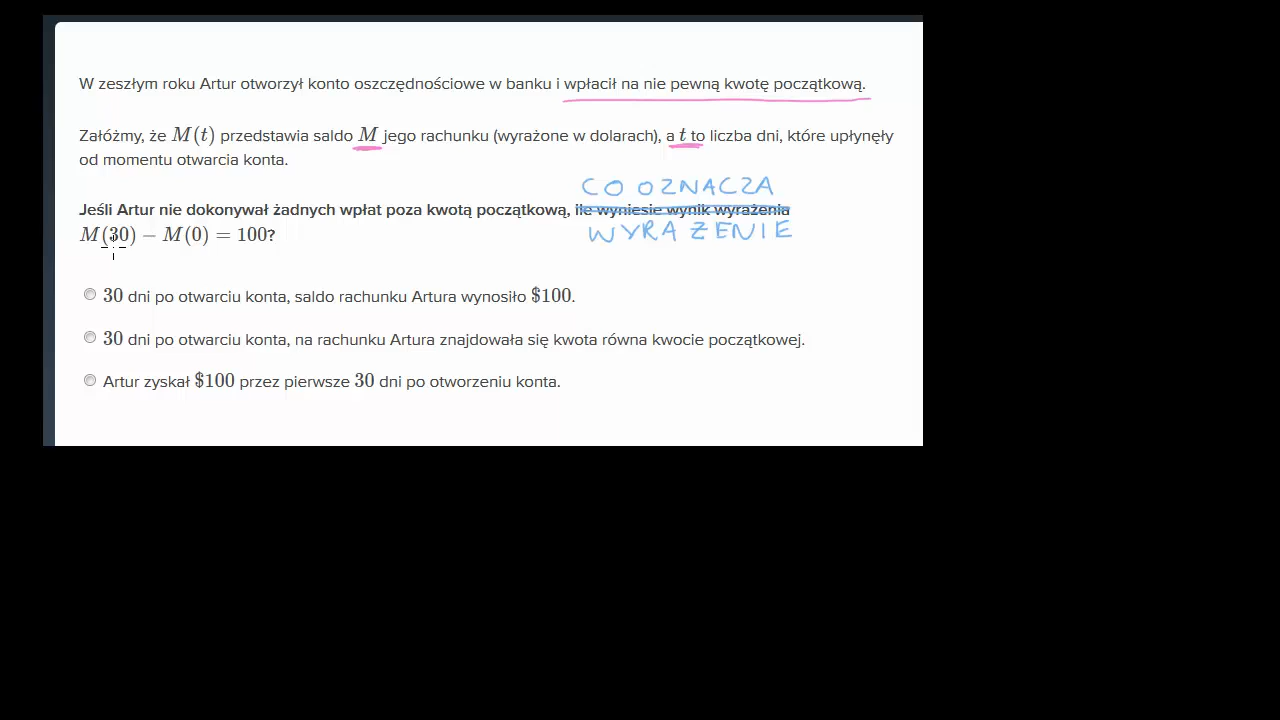 W zeszłym roku Artur otworzył konto oszczędnościowe w banku i wpłacił na nie pewną kwotę początkową.
Załóżmy, że M(t) przedstawia saldo M jego rachunku (wyrażone w dolarach), a t to liczba dni, które upłynęły
od momentu otwarcia konta.
CO OZNACZA
Jeśli Artur nie dokonywał żadnych wpłat poza kwotą początkową, ile wyniesie wynik wyrażenia
WYRAŻENIE
M(30) − M(0) = 100?
30 dni po otwarciu konta, saldo rachunku Artura wynosiło $100.
30 dni po otwarciu konta, na rachunku Artura znajdowała się kwota równa kwocie początkowej.
Artur zyskał $100 przez pierwsze 30 dni po otworzeniu konta.